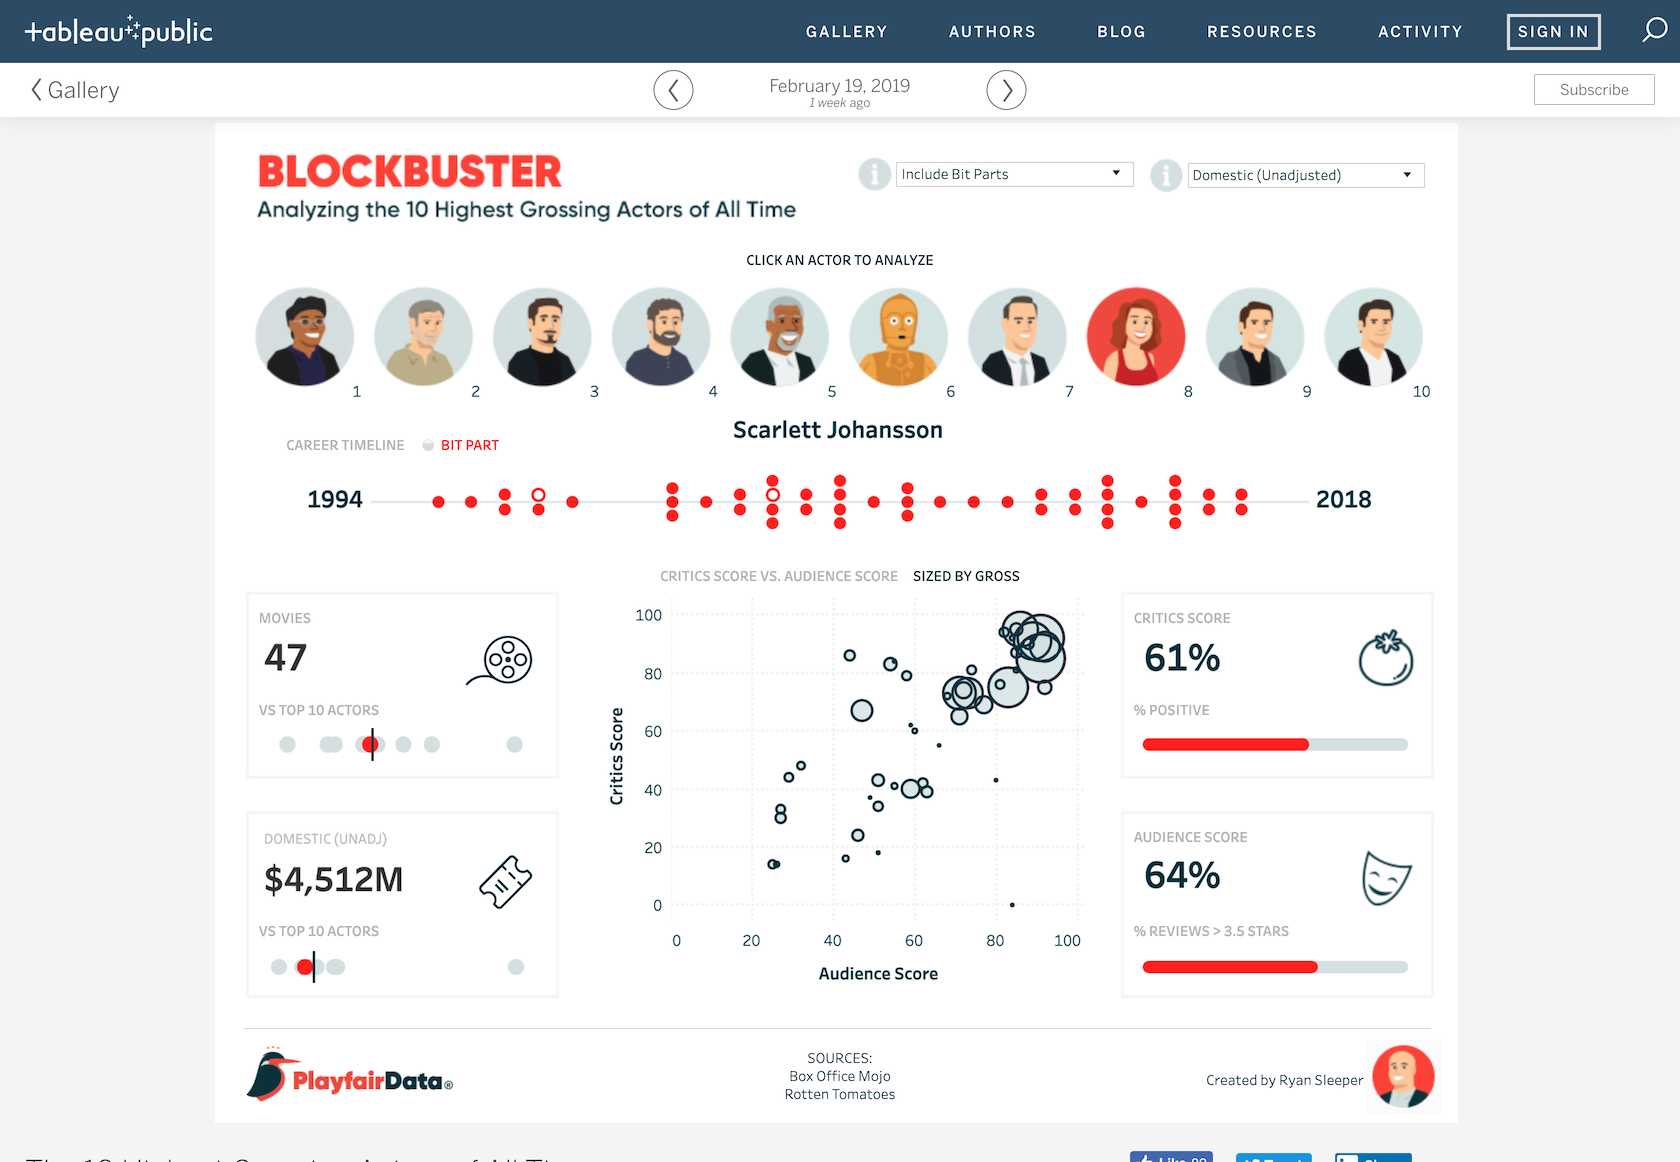 tableau public
GALLERY AUTHORS BLOG RESOURCES ACTIVITY SIGN IN
Gallery
February 19, 2019
1 week ago
Subscribe
BLOCKBUSTER
Analyzing the 10 Highest Grossing Actors of All Time
Include Bit Parts
Domestic (Unadjusted)
CLICK AN ACTOR TO ANALYZE
1 2 3 4 5 6 7 8 9 10
Scarlett Johansson
CAREER TIMELINE BIT PART
1994 2018
CRITICS SCORE VS. AUDIENCE SCORE SIZED BY GROSS
MOVIES
47
VS TOP 10 ACTORS
DOMESTIC (UNADJ)
$4,512M
VS TOP 10 ACTORS
Critics Score
100
80
60
40
20
0
0 20 40 60 80 100
Audience Score
CRITICS SCORE
61%
% POSITIVE
AUDIENCE SCORE
64%
% REVIEWS > 3.5 STARS
PlayfairData®
SOURCES:
Box Office Mojo
Rotten Tomatoes
Created by Ryan Sleeper